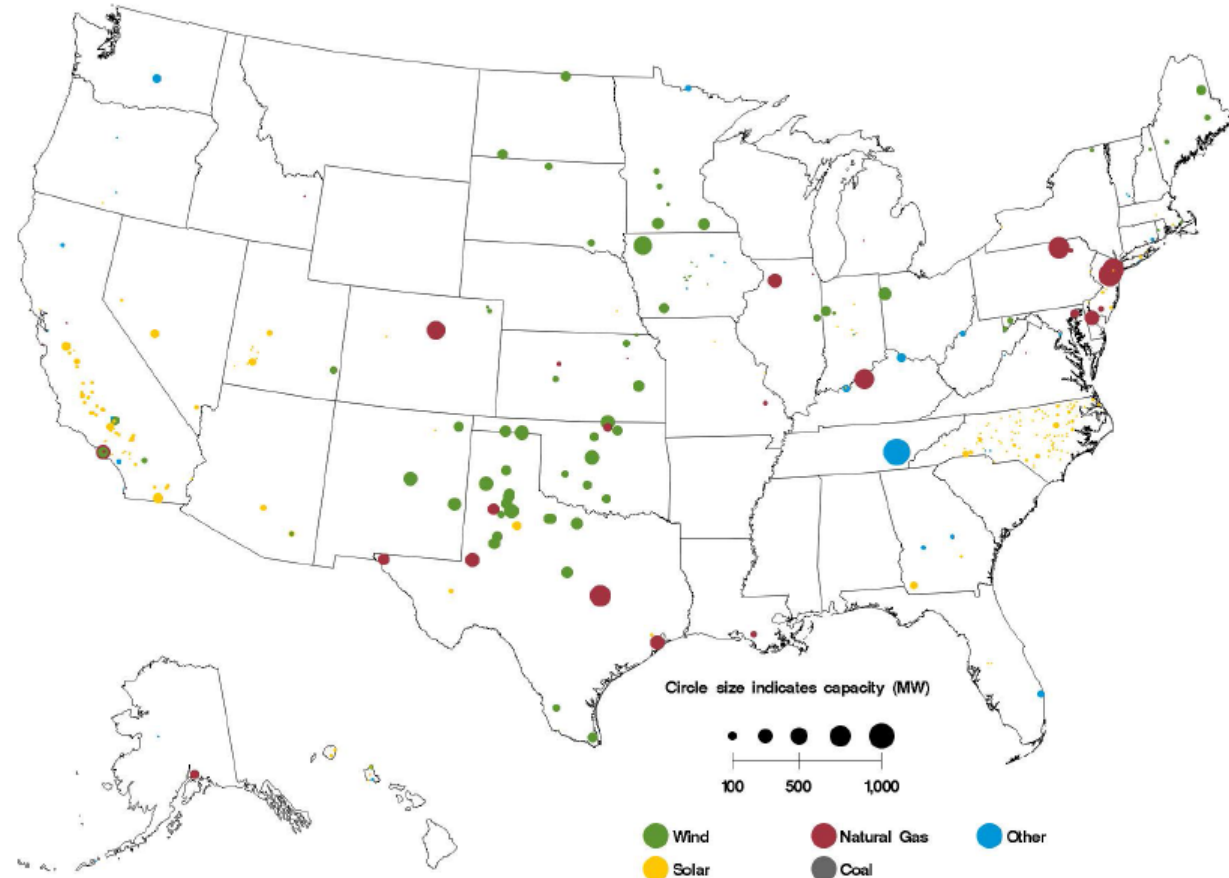 Circle size indicates capacity (MW)
100 500 1,000
Wind Natural Gas Other
Solar Coal